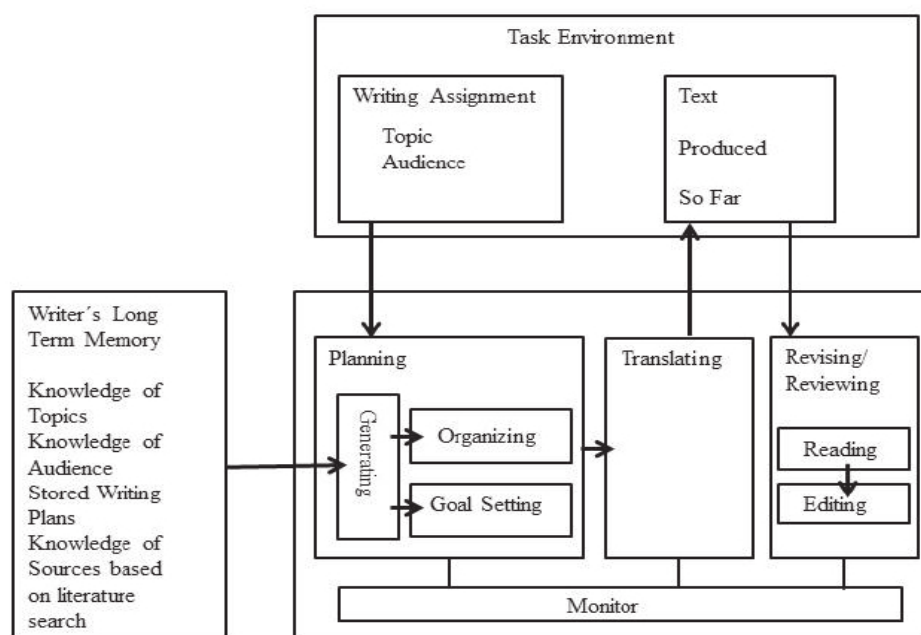 Task Environment
Writing Assignment
Topic
Audience
Text
Produced
So Far
Writer´s Long
Term Memory
Knowledge of
Topics
Knowledge of
Audience
Stored Writing
Plans
Knowledge of
Sources based
on literature
search
Planning
Generating
Organizing
Goal Setting
Translating
Revising/
Reviewing
Reading
Editing
Monitor